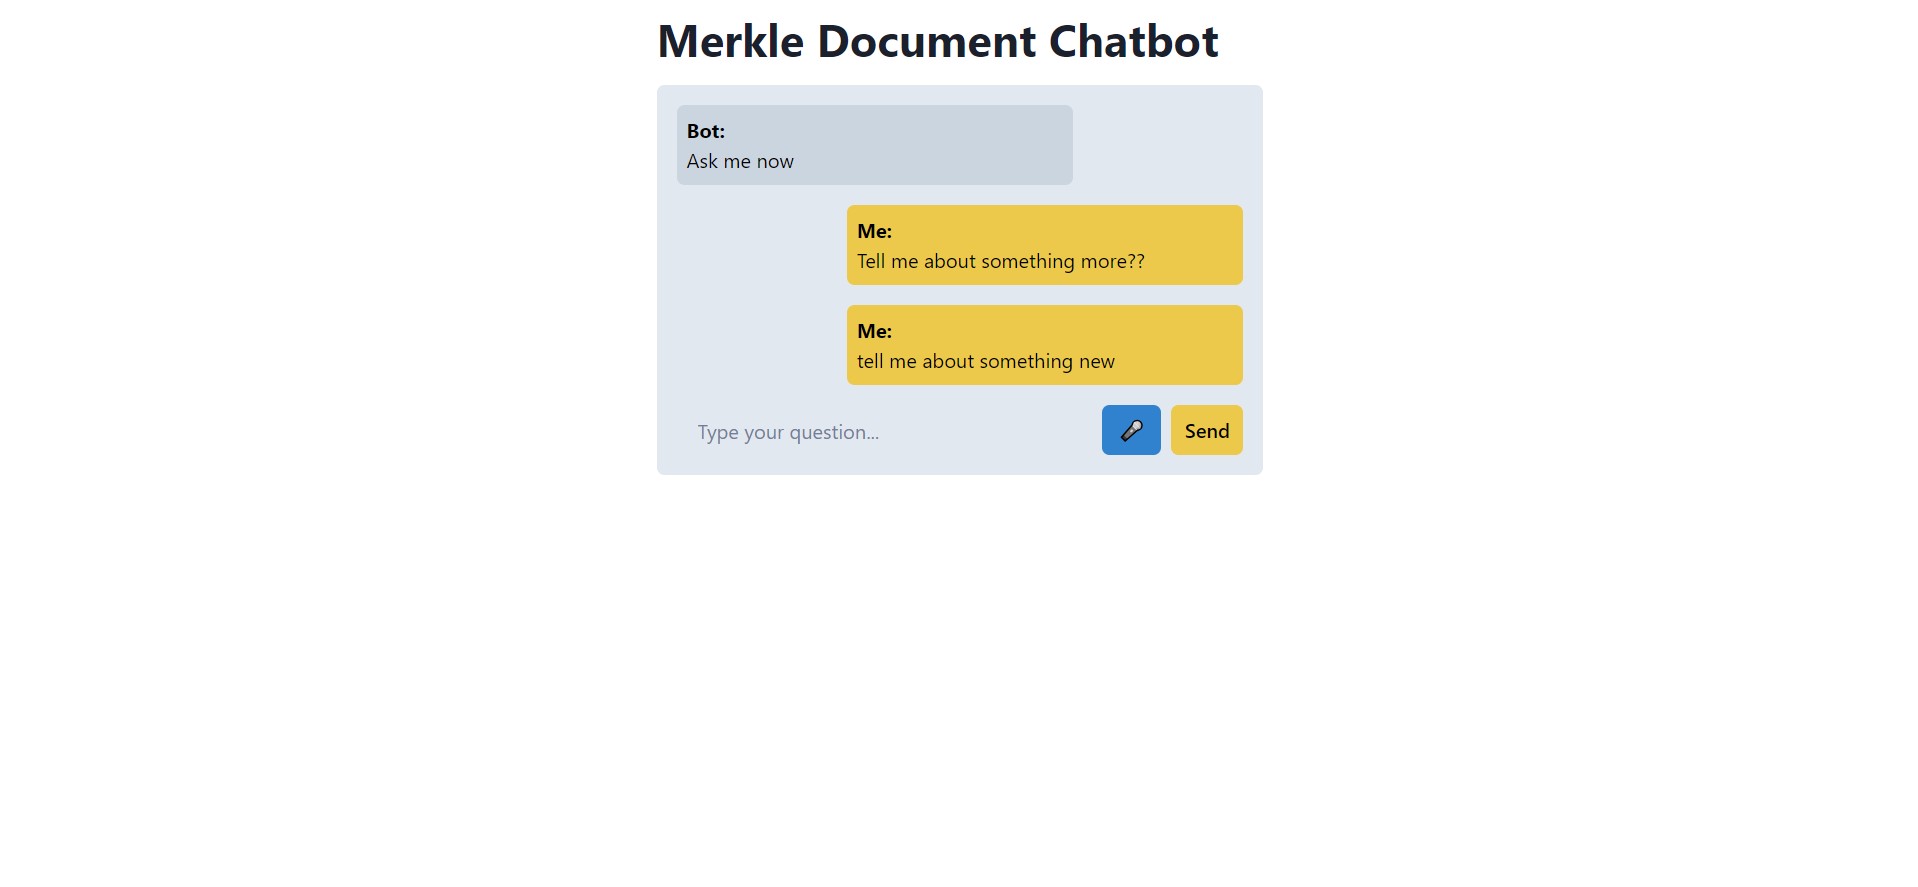 Merkle Document Chatbot
Bot:
Ask me now
Me:
Tell me about something more??
Me:
tell me about something new
Type your question...
Send